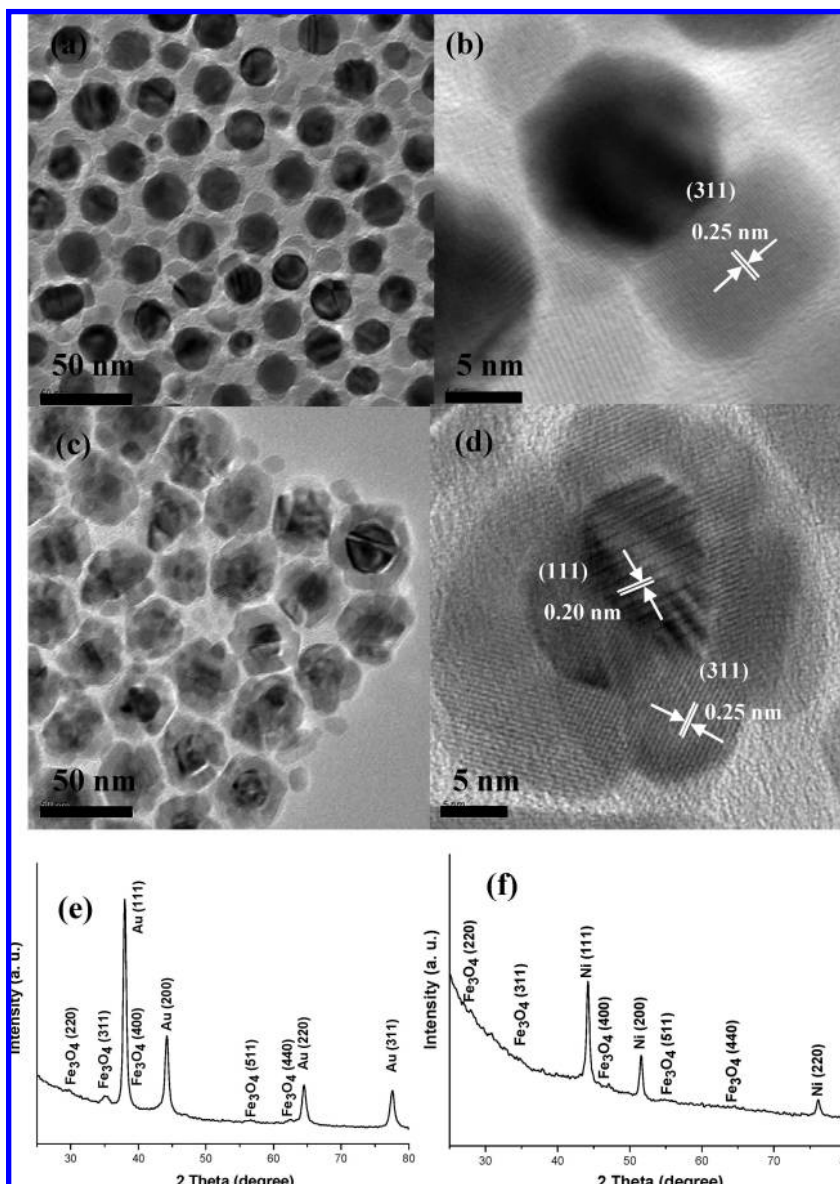 (a)
50 nm
(b)
(311)
0.25 nm
5 nm
(c)
50 nm
(d)
(111)
0.20 nm
(311)
0.25 nm
5 nm
(e)
Intensity (a. u.)
Fe3O4 (220)
Fe3O4 (311)
Au (111)
Fe3O4 (400)
Au (200)
Fe3O4 (511)
Fe3O4 (440)
Au (220)
Au (311)
30 40 50 60 70 80
2 Theta (degree)
(f)
Intensity (a. u.)
Fe3O4 (220)
Fe3O4 (311)
Ni (111)
Fe3O4 (400)
Ni (200)
Fe3O4 (511)
Fe3O4 (440)
Ni (220)
30 40 50 60 70 80
2 Theta (degree)